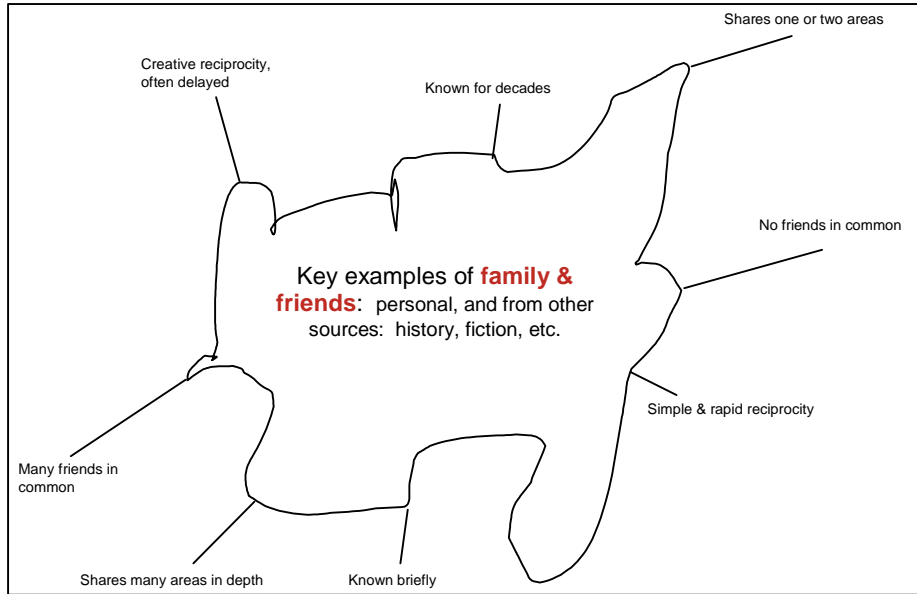 Shares one or two areas
Creative reciprocity,
often delayed
Known for decades
No friends in common
Key examples of family &
friends: personal, and from other
sources: history, fiction, etc.
Simple & rapid reciprocity
Many friends in
common
Shares many areas in depth
Known briefly